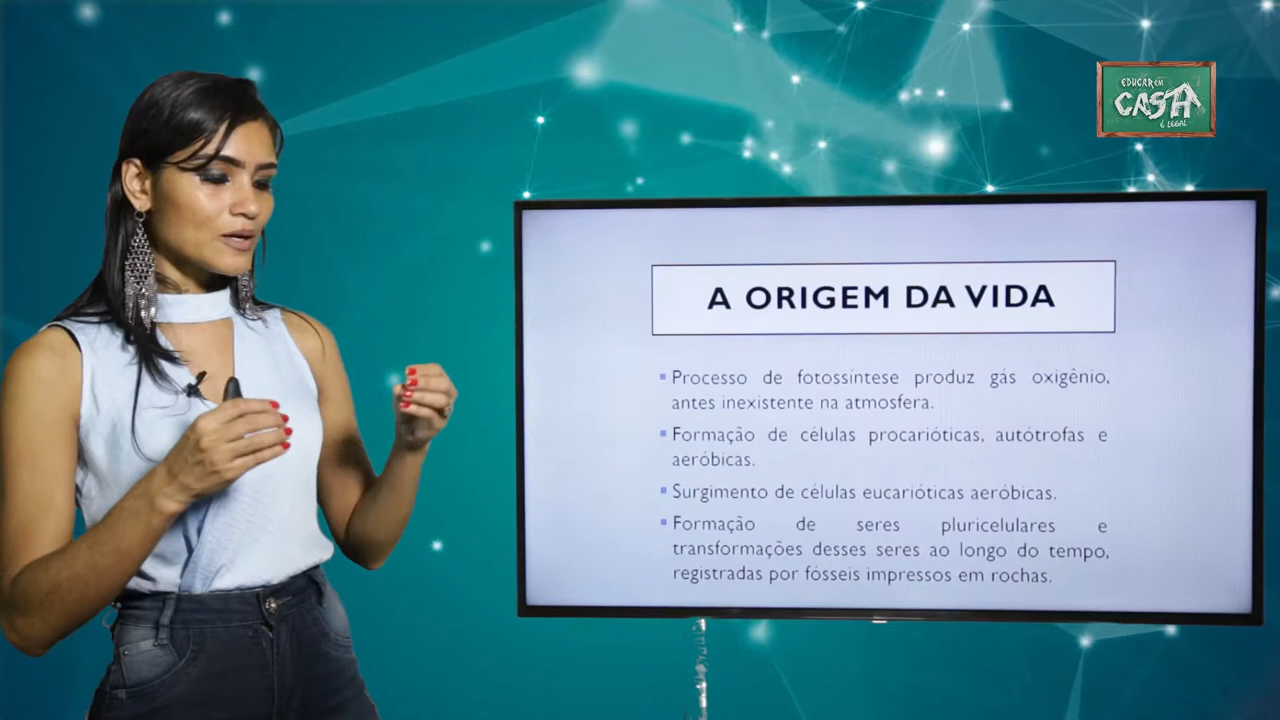 EDUCAR EM
CASA
É LEGAL
A ORIGEM DA VIDA
Processo de fotossíntese produz gás oxigênio,
antes inexistente na atmosfera.
Formação de células procarióticas, autótrofas e
aeróbicas.
Surgimento de células eucarióticas aeróbicas.
Formação de seres pluricelulares e
transformações desses seres ao longo do tempo,
registradas por fósseis impressos em rochas.